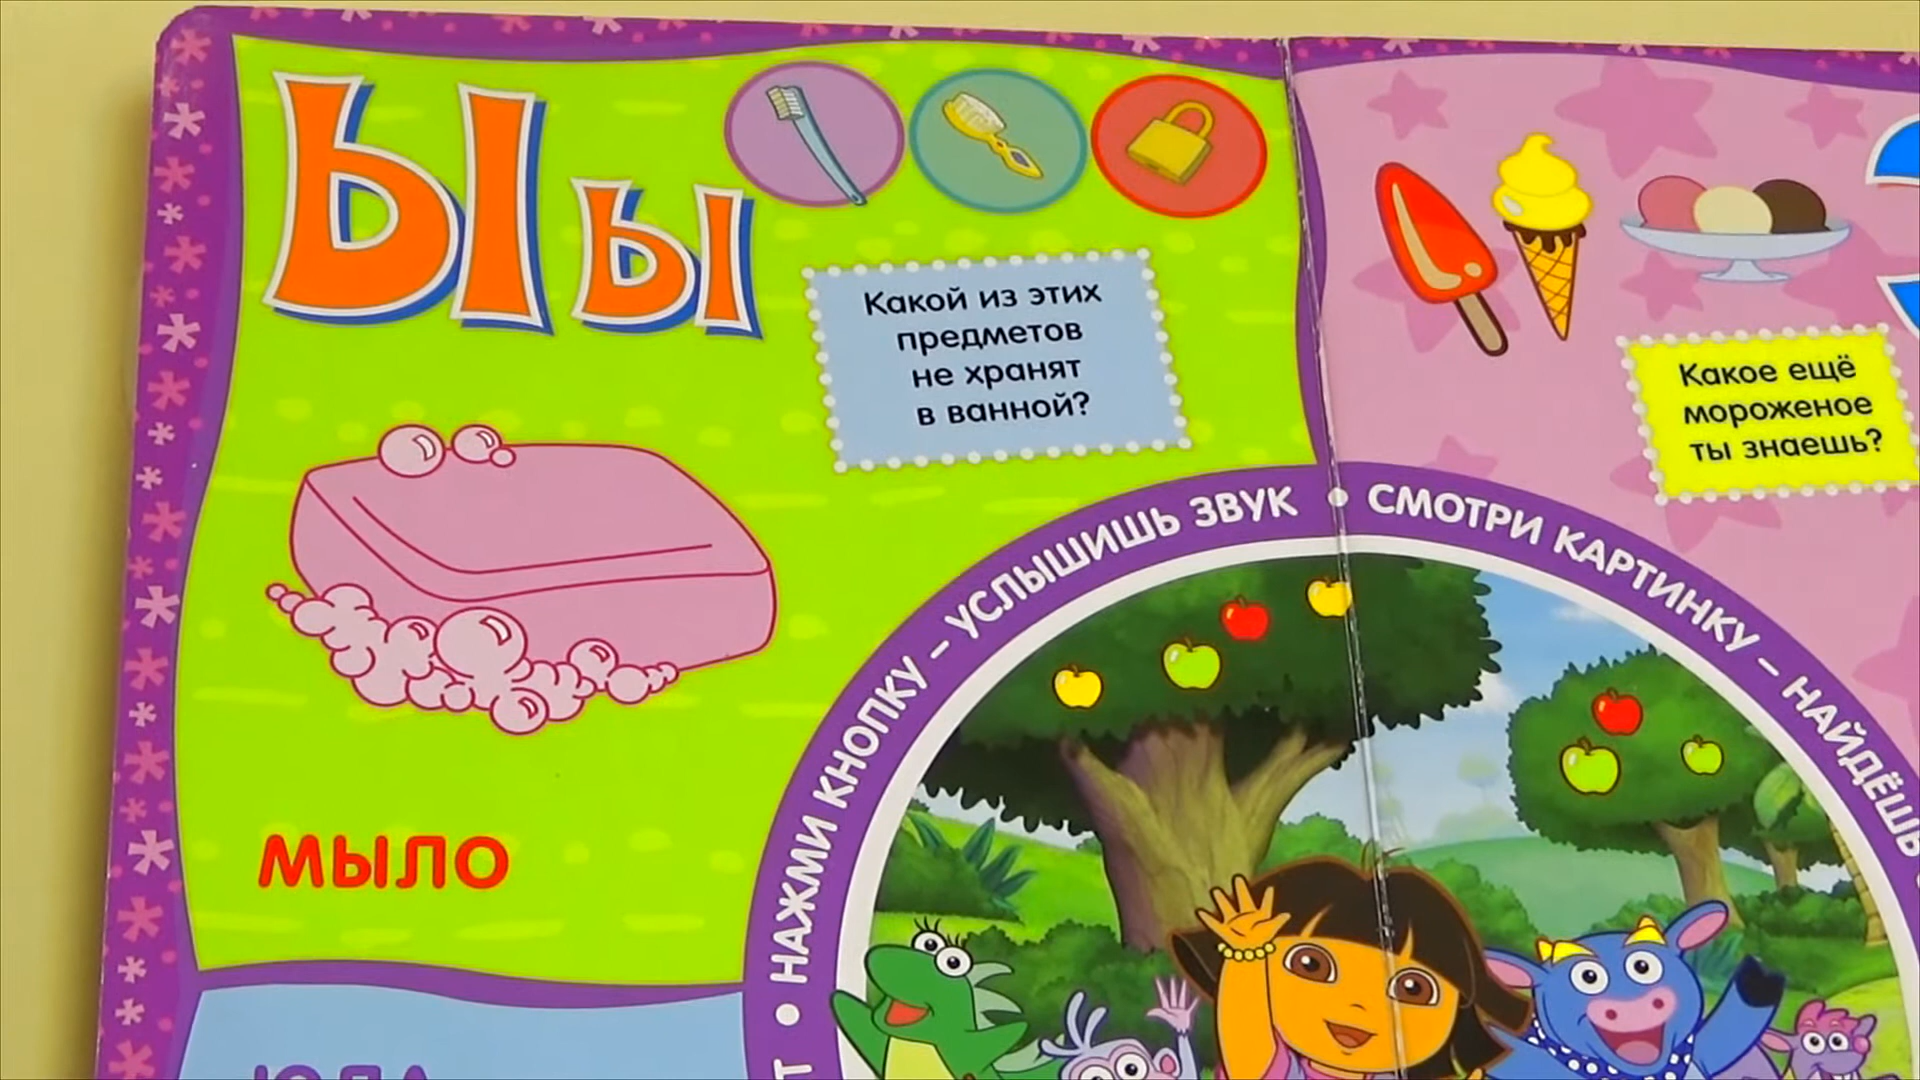 Ыы
Какой из этих
предметов
не хранят
в ванной?
МЫЛО
Какое ещё
мороженое
ты знаешь?
• НАЖМИ КНОПКУ – УСЛЫШИШЬ ЗВУК • СМОТРИ КАРТИНКУ – НАЙДЁШЬ